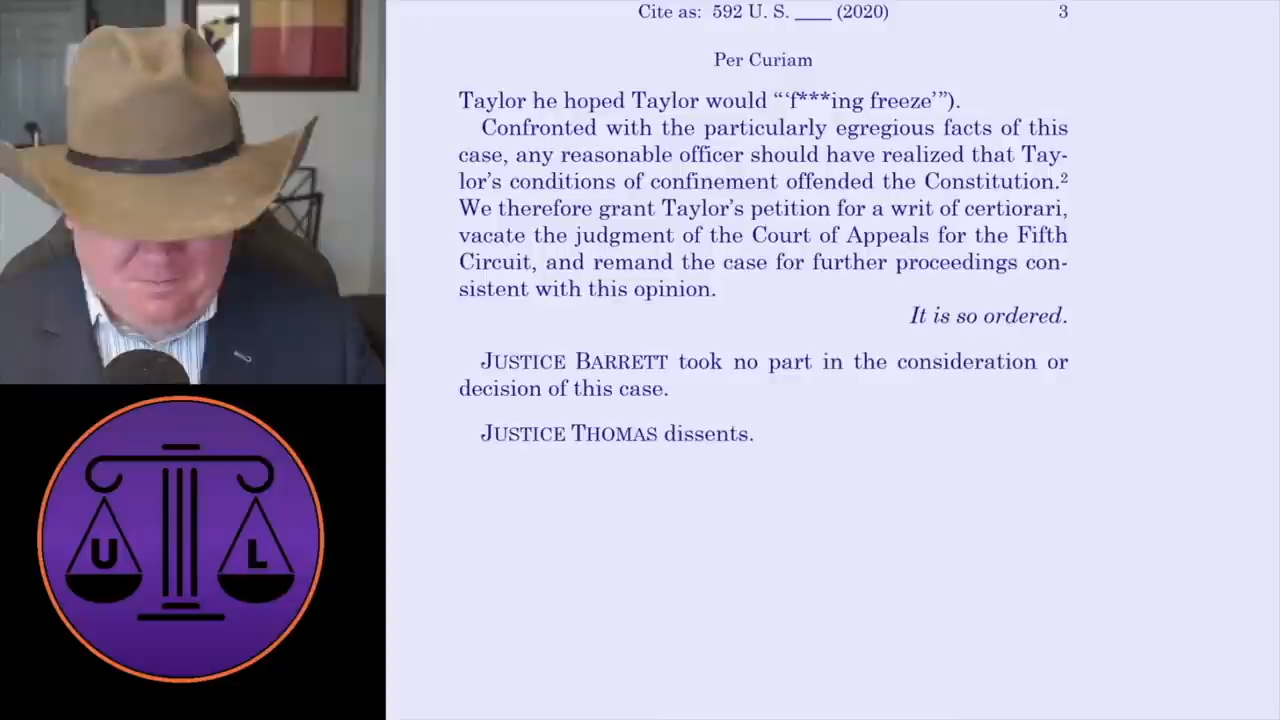 Cite as: 592 U. S. ____ (2020) 3
Per Curiam
Taylor he hoped Taylor would “‘f***ing freeze’”).
Confronted with the particularly egregious facts of this
case, any reasonable officer should have realized that Tay-
lor’s conditions of confinement offended the Constitution.²
We therefore grant Taylor’s petition for a writ of certiorari,
vacate the judgment of the Court of Appeals for the Fifth
Circuit, and remand the case for further proceedings con-
sistent with this opinion.
It is so ordered.
JUSTICE BARRETT took no part in the consideration or
decision of this case.
JUSTICE THOMAS dissents.
U L